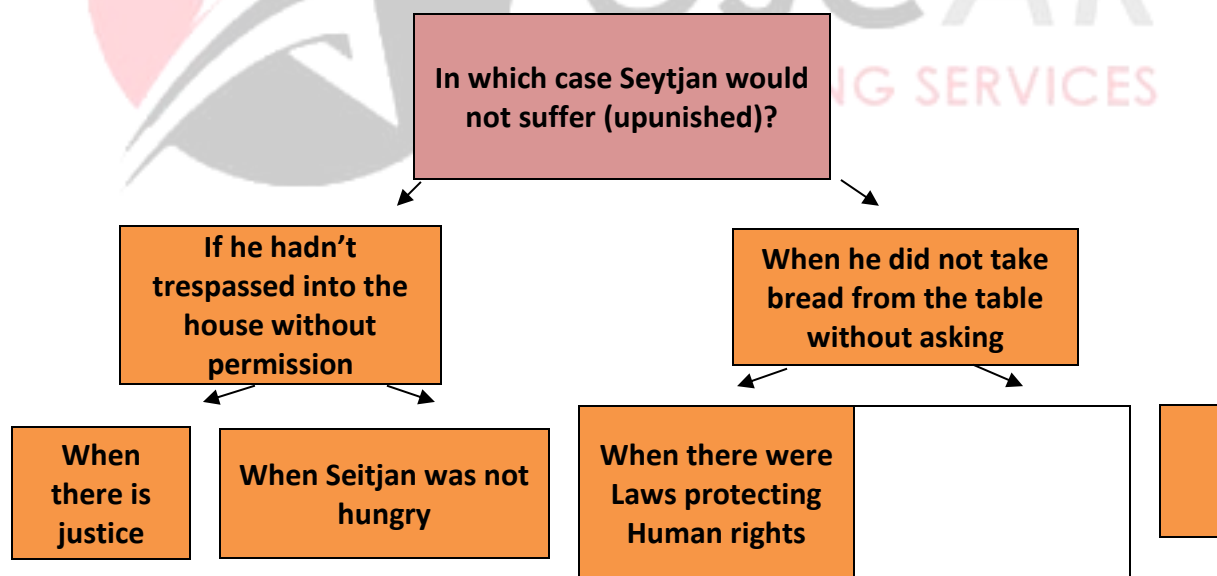 In which case Seytjan would
not suffer (upunished)?
NG SERVICES
If he hadn't
trespassed into the
house without
permission
When he did not take
bread from the table
without asking
When
there is
justice
When Seitjan was not
hungry
When there were
Laws protecting
Human rights